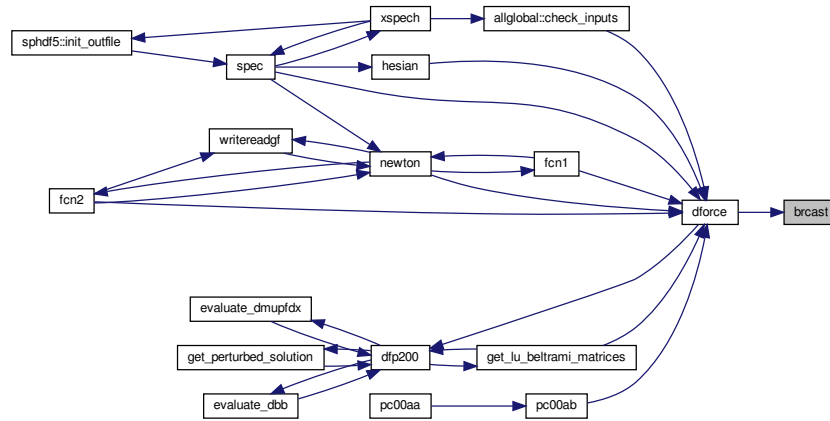 xspech
allglobal::check_inputs
sphdf5::init_outfile
spec
hesian
writereadgf
newton
fcn1
fcn2
dforce
brcast
evaluate_dmupfdx
get_perturbed_solution
dfp200
get_lu_beltrami_matrices
evaluate_dbb
pc00aa
pc00ab